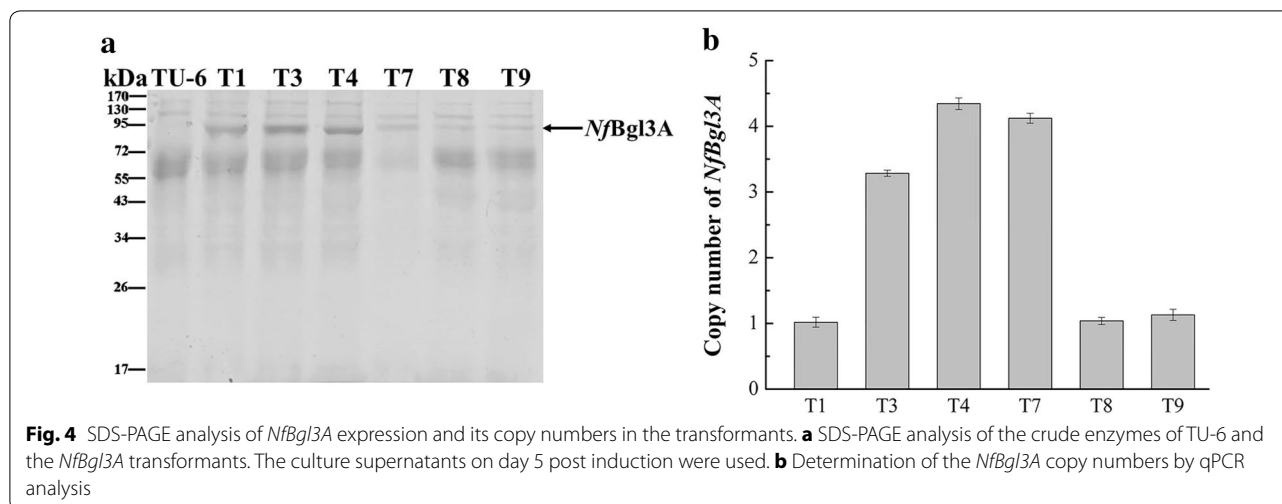 a
kDa TU-6 T1 T3 T4 T7 T8 T9
170
130
95
72
55
43
34
26
17
NfBgl3A
b
Copy number of NfBgl3A
5
4
3
2
1
0
T1 T3 T4 T7 T8 T9
Fig. 4 SDS-PAGE analysis of NfBgl3A expression and its copy numbers in the transformants. a SDS-PAGE analysis of the crude enzymes of TU-6 and
the NfBgl3A transformants. The culture supernatants on day 5 post induction were used. b Determination of the NfBgl3A copy numbers by qPCR
analysis